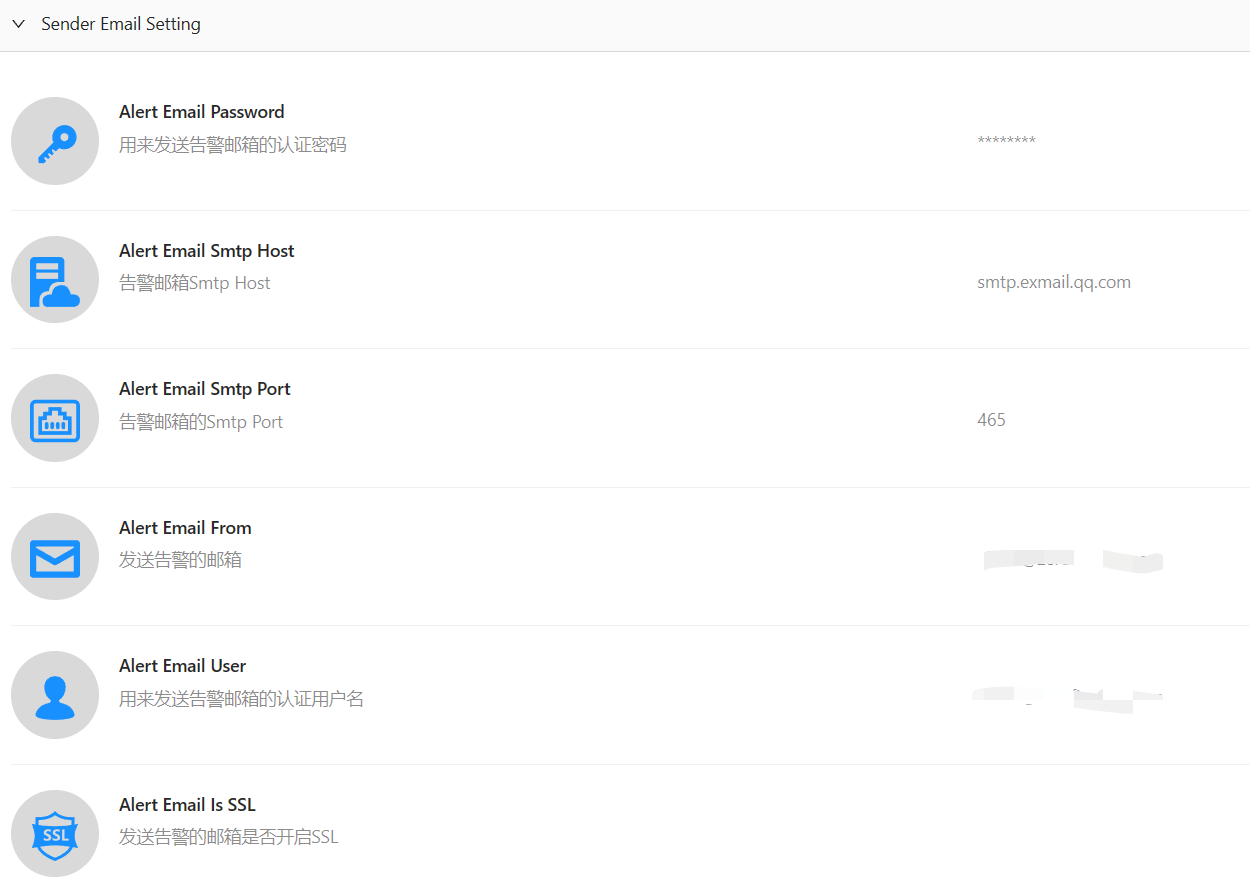 Sender Email Setting
Alert Email Password
用来发送告警邮箱的认证密码
********
Alert Email Smtp Host
告警邮箱Smtp Host
smtp.exmail.qq.com
Alert Email Smtp Port
告警邮箱的Smtp Port
465
Alert Email From
发送告警的邮箱
Alert Email User
用来发送告警邮箱的认证用户名
Alert Email Is SSL
发送告警的邮箱是否开启SSL
SSL